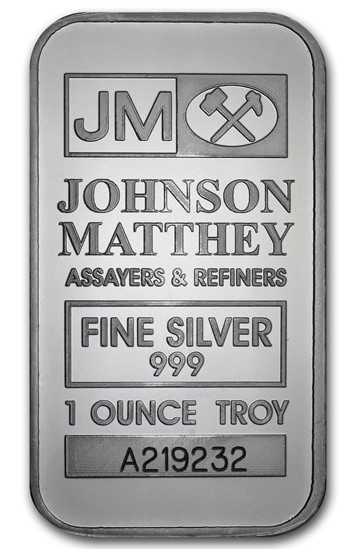 JM
JOHNSON
MATTHEY
ASSAYERS & REFINERS
FINE SILVER
999
1 OUNCE TROY
A219232